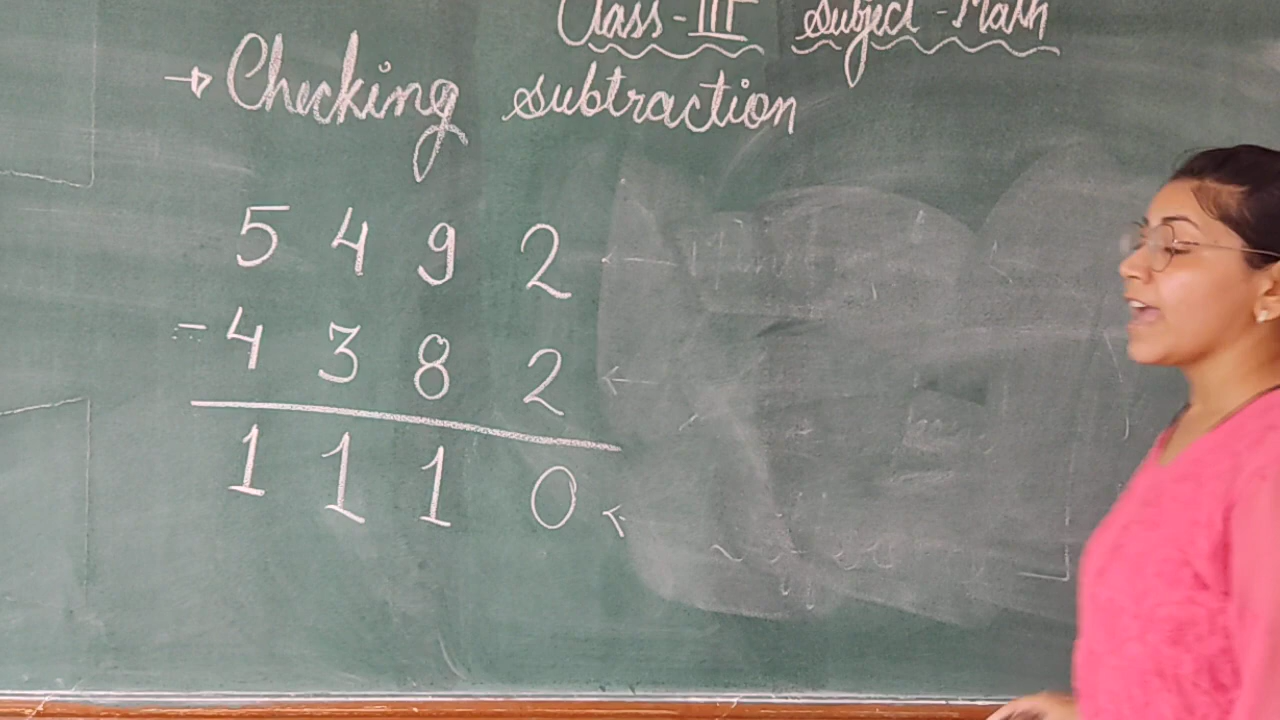 Class-III Subject-Math
→ Checking subtraction
5 4 9 2
- 4 3 8 2
1 1 1 0